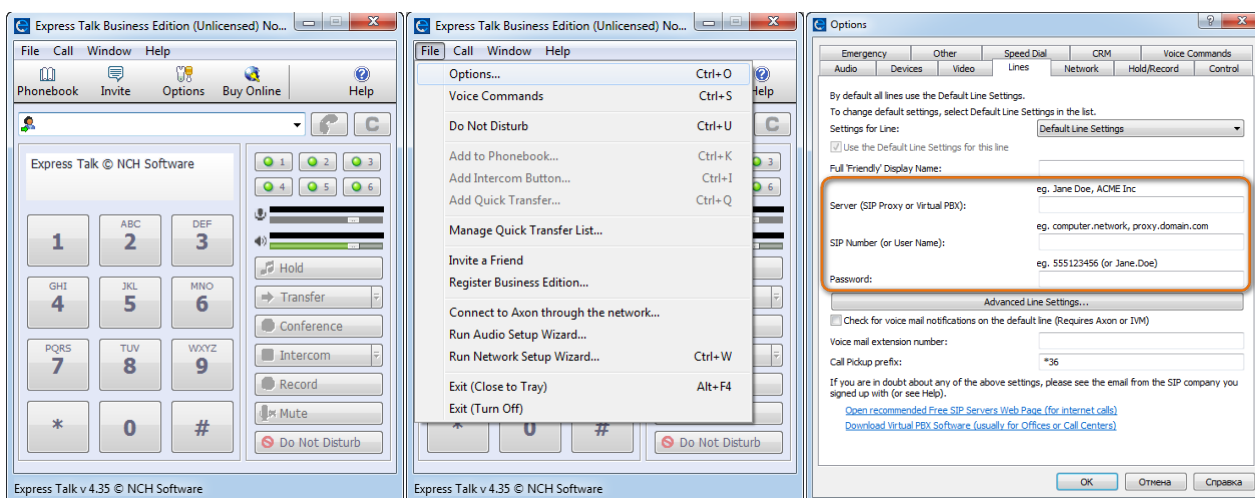 Express Talk Business Edition (Unlicensed) No...
File Call Window Help
Phonebook Invite Options Buy Online Help
C
Express Talk © NCH Software
1 2 3
4 5 6
ABC DEF
1 2 3
GHI JKL MNO
4 5 6
PQRS TUV WXYZ
7 8 9
* 0 #
Hold
Transfer
Conference
Intercom
Record
Mute
Do Not Disturb
Express Talk v 4.35 © NCH Software
Express Talk Business Edition (Unlicensed) No...
File Call Window Help
Options... Ctrl+O
Voice Commands Ctrl+S
Do Not Disturb Ctrl+U
Add to Phonebook... Ctrl+K
Add Intercom Button... Ctrl+I
Add Quick Transfer... Ctrl+Q
Manage Quick Transfer List...
Invite a Friend
Register Business Edition...
Connect to Axon through the network...
Run Audio Setup Wizard...
Run Network Setup Wizard... Ctrl+W
Exit (Close to Tray) Alt+F4
Exit (Turn Off)
Help
C
3
6
* 0 #
Do Not Disturb
Express Talk v 4.35 © NCH Software
Options
Emergency Other Speed Dial CRM Voice Commands
Audio Devices Video Lines Network Hold/Record Control
By default all lines use the Default Line Settings.
To change default settings, select Default Line Settings in the list.
Settings for Line: Default Line Settings
Use the Default Line Settings for this line
Full 'Friendly' Display Name:
eg. Jane Doe, ACME Inc
Server (SIP Proxy or Virtual PBX):
eg. computer.network, proxy.domain.com
SIP Number (or User Name):
eg. 555123456 (or Jane.Doe)
Password:
Advanced Line Settings...
Check for voice mail notifications on the default line (Requires Axon or IVM)
Voice mail extension number:
Call Pickup prefix: *36
If you are in doubt about any of the above settings, please see the email from the SIP company you
signed up with (or see Help).
Open recommended Free SIP Servers Web Page (for internet calls)
Download Virtual PBX Software (usually for Offices or Call Centers)
OK Отмена Справка